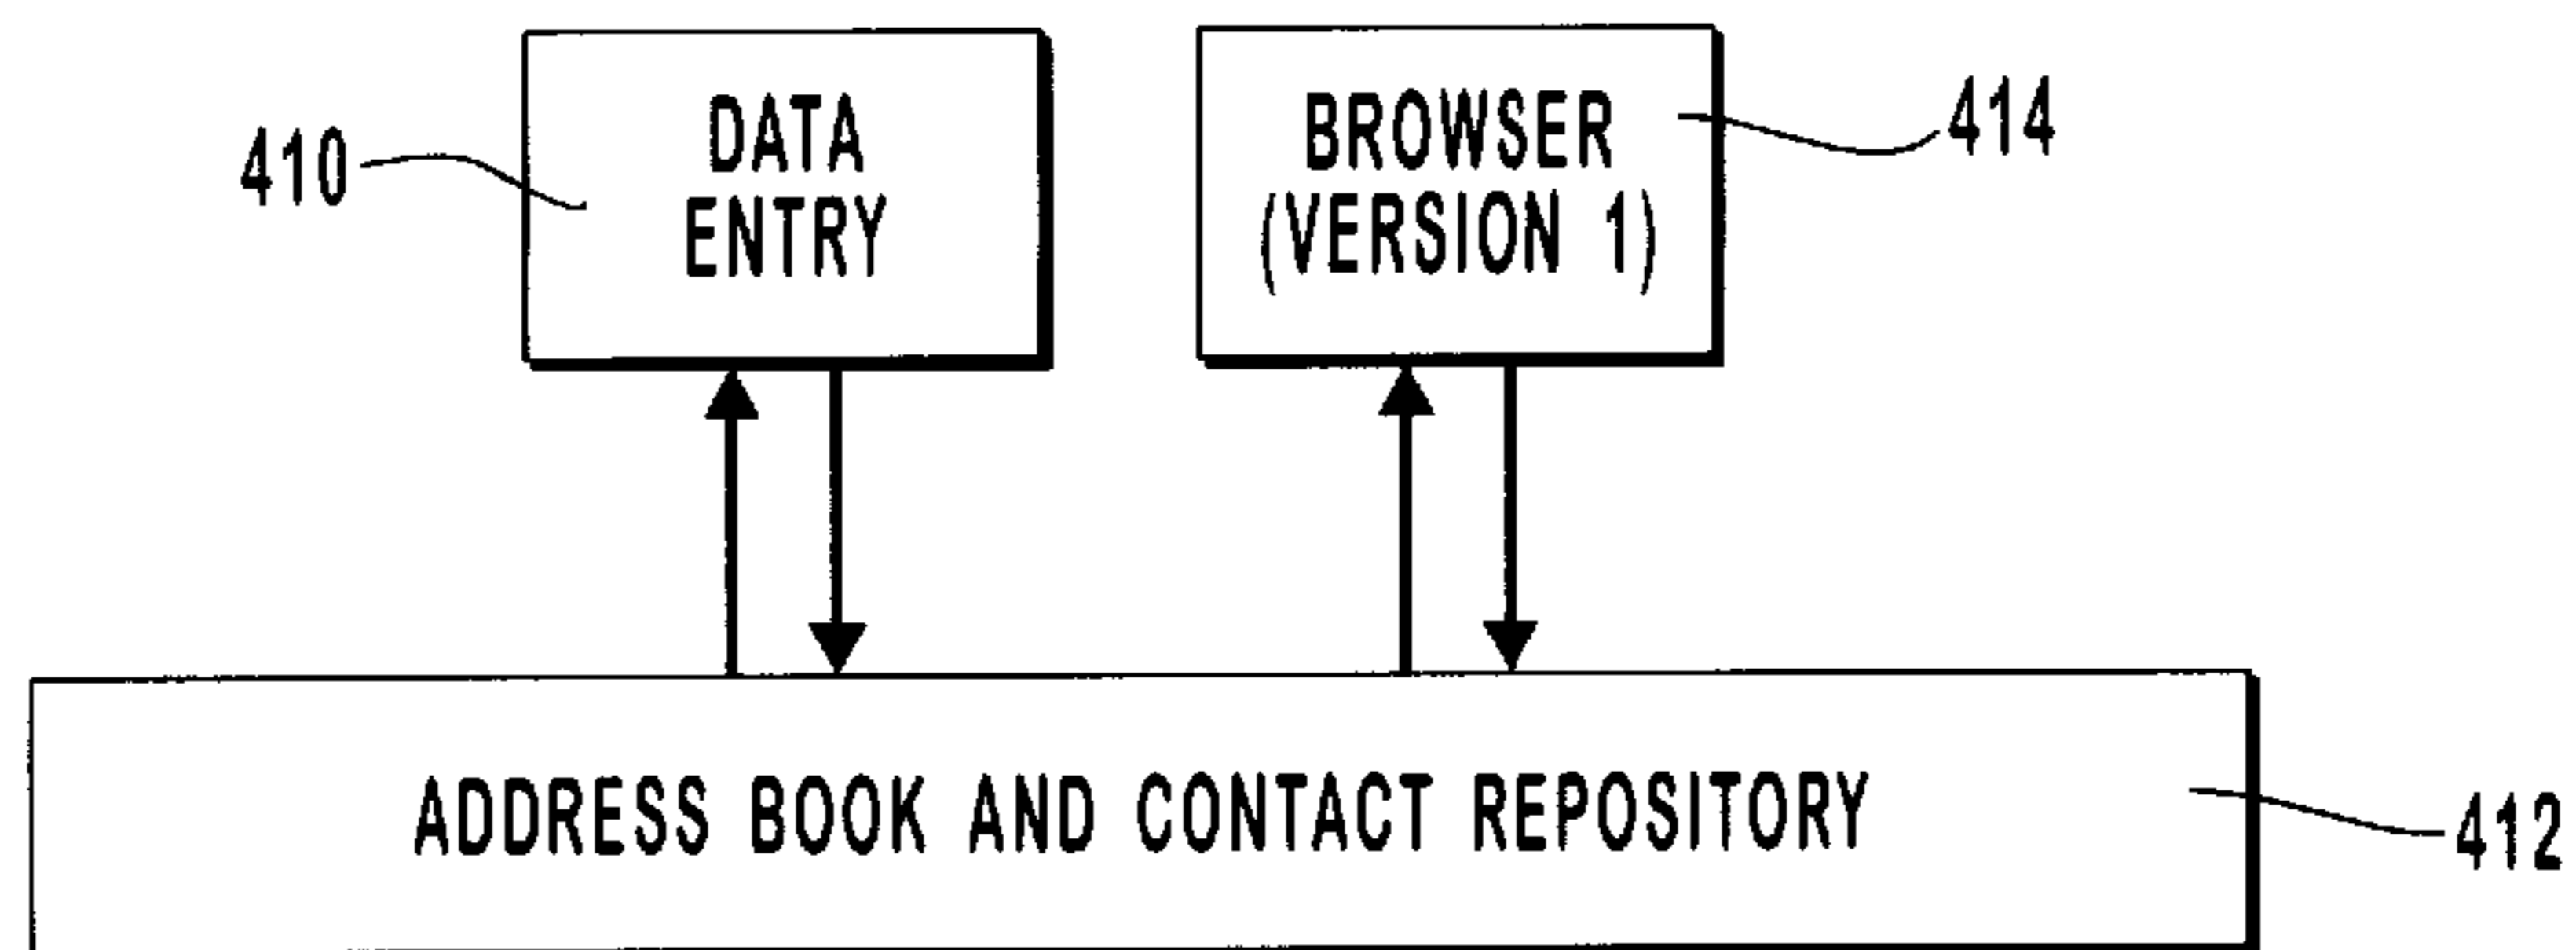 410
DATA
ENTRY
BROWSER
(VERSION 1)
414
ADDRESS BOOK AND CONTACT REPOSITORY
412